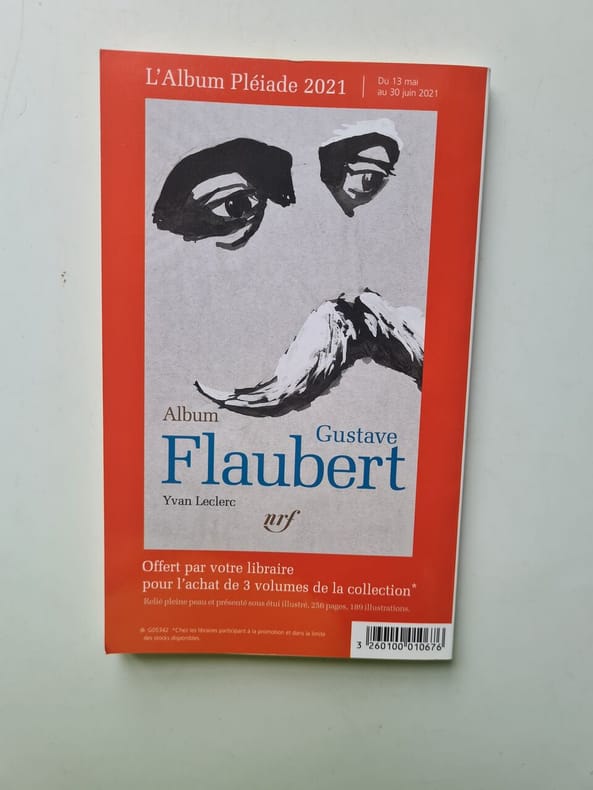 L'Album Pléiade 2021
Du 13 mai
au 30 juin 2021
Album
Gustave
Flaubert
Yvan Leclerc
nrf
Offert par votre libraire
pour l'achat de 3 volumes de la collection*
Relié pleine peau et présenté sous étui illustré, 256 pages, 189 illustrations.
G05342 *Chez les libraires participant à la promotion et dans la limite
des stocks disponibles.
3 260100 010676